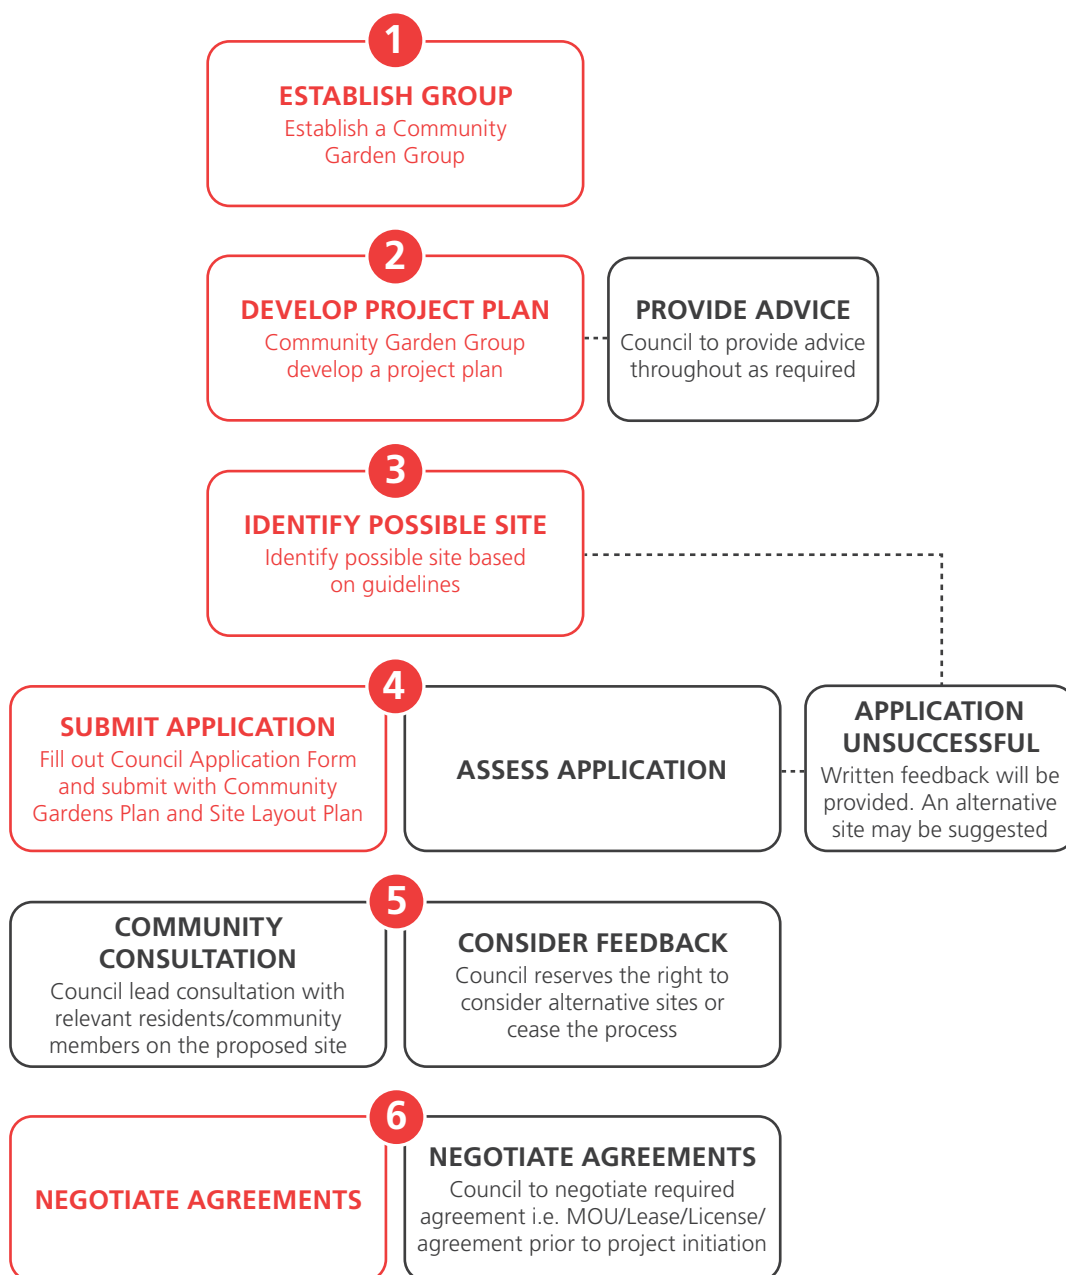 1
ESTABLISH GROUP
Establish a Community
Garden Group
2
DEVELOP PROJECT PLAN
Community Garden Group
develop a project plan
PROVIDE ADVICE
Council to provide advice
throughout as required
3
IDENTIFY POSSIBLE SITE
Identify possible site based
on guidelines
4
SUBMIT APPLICATION
Fill out Council Application Form
and submit with Community
Gardens Plan and Site Layout Plan
ASSESS APPLICATION
APPLICATION
UNSUCCESSFUL
Written feedback will be
provided. An alternative
site may be suggested
5
COMMUNITY
CONSULTATION
Council lead consultation with
relevant residents/community
members on the proposed site
CONSIDER FEEDBACK
Council reserves the right to
consider alternative sites or
cease the process
6
NEGOTIATE AGREEMENTS
NEGOTIATE AGREEMENTS
Council to negotiate required
agreement i.e. MOU/Lease/License/
agreement prior to project initiation